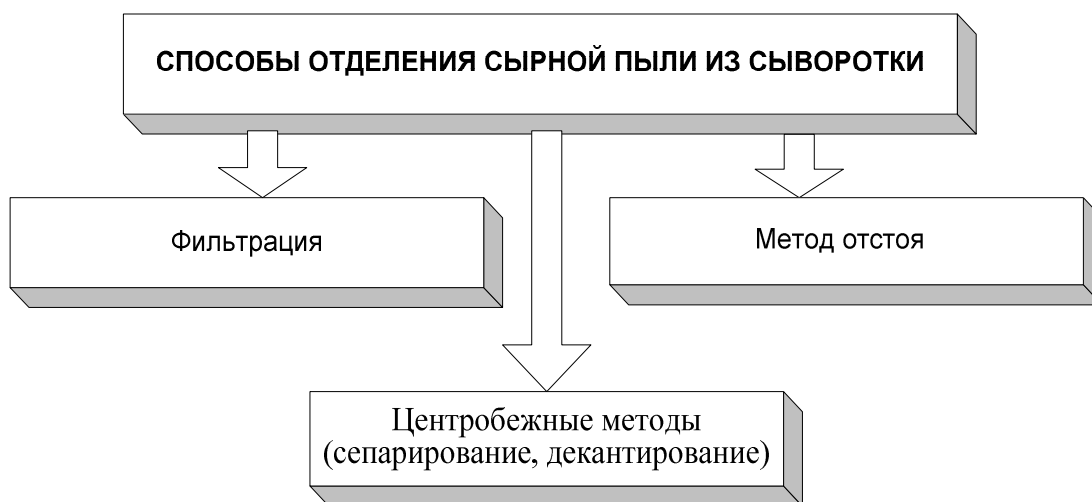 СПОСОБЫ ОТДЕЛЕНИЯ СЫРНОЙ ПЫЛИ ИЗ СЫВОРОТКИ
Фильтрация
Метод отстоя
Центробежные методы
(сепарирование, декантирование)